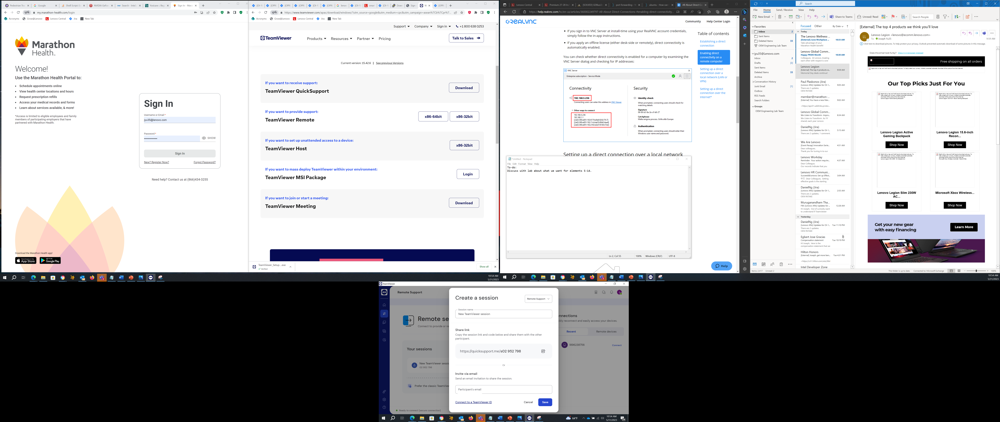 Pedestrian Trac
Google
Shell Script: Ex
NVIDIA GeForc
Search - Intel
Yosicare :: Regi
Sign In - Mara
my.marathon-health.com/login
Acronyms
Grow@Lenovo
Lenovo Central
Jira
New Tab
Marathon
Health
Welcome!
Use the Marathon Health Portal to:
Schedule appointments online
View health center locations and hours
Request prescription refills
Access your medical records and forms
Learn about services available, & more!
*Access is limited to eligible employees and family
members of participating employers that have
partnered with Marathon Health.
Sign In
Username or Email *
jyu35@lenovo.com
Password *
SHOW
Sign In
New? Register Now?
Forgot Password?
Need help? Contact us at (866)434-3255
Download the Marathon Health app!
Download on the
App Store
GET IT ON
Google Play
https://www.teamviewer.com/apac/download/windows/?utm_source=google&utm_medium=cpc&utm_campaign=asean%7Cb%7Cpr%7...
Acronyms
Grow@Lenovo
Lenovo Central
Jira
New Tab
Support
Company
Sign in
+1 800 638 0253
TeamViewer
Products
Resources
Partner
Pricing
Talk to Sales
Current version: 15.42.6 | See previous Versions
If you want to receive support:
TeamViewer QuickSupport
Download
If you want to provide support:
TeamViewer Remote
x86-64bit
x86-32bit
If you want to set up unattended access to a device:
TeamViewer Host
x86-32bit
If you want to mass deploy TeamViewer within your environment:
TeamViewer MSI Package
Login
If you want to join or start a meeting:
TeamViewer Meeting
Download
TeamViewer_Setup....exe
Verified
Show all
10:54 AM
5/31/2023
Lenovo Central
[SOLVED] GDBus.Er
port forwarding - 
ubuntu - How can 
All About Direct Co
https://help.realvnc.com/hc/en-us/articles/360002249797-All-About-Direct-Connections-#enabling-direct-connectivity...
REALVNC
Community
Help Center Login
If you sign in to VNC Server at install-time using your RealVNC account credentials,
simply follow the in-app instructions.
If you apply an offline license (either desk-side or remotely), direct connectivity is
automatically enabled.
You can check whether direct connectivity is enabled for a computer by examining the
VNC Server dialog and checking for IP addresses:
Table of contents
Establishing a direct
connection
Enabling direct
connectivity on a
remote computer
Setting up a direct
connection over a
local network (LAN or
VPN)
Setting up a direct
connection over the
Internet*
VNC Server
Enterprise subscription - Service Mode
Connectivity
192.168.5.236
Connecting users can enter this address in VNC Viewer
Other ways to connect
192.168.5.236
192.168.1.1
Security
Identity check
When prompted, connecting users should check for
matching details
Signature
06-08-b3-9a-2e-cf-b6-27
Catchphrase
Malta enigma process. Grille alibi Europe
Authentication
When prompted, connecting users should enter their
Windows user name and password.
Setting up a direct connection over a local network
*Untitled - Notepad
File Edit Format View Help
To-do:
Discuss with lab about what we want for elements 5-14.
Ln 2, Col 55
100%
Windows (CRLF)
UTF-8
Help
Search
File
Home
Send / Receive
View
Help
New Email
Share to Teams
Unread/ Read
Search People
Favorites
Inbox 2
Sent Items
Deleted Items 33
OEM Engineering Lab Team
jyu35@Lenovo.com
Inbox 2
Drafts [3]
Sent Items
Deleted Items 33
Archive
Conversation History
Junk Email [1]
Outbox
RSS Feeds
Search Folders
Groups
OEM Engineering Lab Team
Focused
Other
By Date
Today
The Lenovo Wellness ...
[External] June Workplace ... 10:33 AM
Take advantage of your
Marathon Health benefit!
Lenovo Global Comm...
Happy PRIDE Month 10:30 AM
Colleagues, At Lenovo, treating
each other with respect is core
Lenovo Legion
[External] The top 4 products w... 9:59 AM
Memorial Day deals continue!
Paul Plaskonos (Jira)
[Lenovo JIRA] Updates for OI-1... 9:05 AM
There are 2 updates.
OEM INTAKE
member@marathon-...
[External] You have a new Mar... 9:02 AM
<https://apc01.safelinks.protec...
Lenovo Global Comm...
We Listen to Transform- Impro... 8:34 AM
We Listen to Transform As YY
shared, each year Lenovo
DanielNg (Jira)
[Lenovo JIRA] Updates for OI-1... 5:15 AM
There are 2 updates, 1 comment.
We Are Lenovo
[Event Recap] Innovation Serie... 4:51 AM
Dear colleagues,
Thank you for tuning in to our
Lenovo Workday
Reminder: Your action require... 4:37 AM
Dear Colleague,
Our records indicate that you
Lenovo HR Communi...
Succeed@Lenovo: Set up Effect... 3:04 AM
中文 Dear Colleagues, Setting
effective goals is the starting
DanielNg (Jira)
[Lenovo JIRA] Updates for OI-1... 2:55 AM
There are 2 updates.
OEM INTAKE
Muruganandham Tha...
FW: [Lenovo JIRA] Updates for ... 12:28 AM
Hi Joseph, Out of curiosity want
to understand if Teamviewer
Yesterday
DanielNg (Jira)
[Lenovo JIRA] Updates for OI-1... Tue 11:10 PM
There are 2 updates.
OEM INTAKE
Egbert Jose Gracias
Compensation statement Tue 10:19 PM
Hi Joseph, Here is the
compensation statement that we
Hilton Honors
[External] Joseph, get more ben... Tue 4:31 PM
Intel Developer Zone
[External] The top 4 products we think you'll love
LL
Lenovo Legion <lenovo@ecomm.lenovo.com>
To Joseph Yu35
9:59 AM
Click here to download pictures. To help protect your privacy, Outlook prevented automatic download of some pictures in this message.
Does this email look funky? View it in browser instead
Free shipping on all orders
Our Top Picks Just For You
Lenovo Legion Active
Gaming Backpack
Shop Now
Lenovo Legion 15.6-inch
Recon...
Shop Now
Lenovo Legion Slim 230W
AC...
Shop Now
Microsoft Xbox Wireless...
Shop Now
Get your new gear
with easy financing
Learn More
Items: 2,417 Unread: 2
This folder is up to date.
Connected to: Microsoft Exchange
100%
10:54 AM
5/31/2023
TeamViewer
Remote Support
Remote se
Connect to provide or re
Your sessions
New TeamViewer sessio
02 952 798
Prefer the classic TeamView
Ready to connect (secure connection)
Create a session
Remote Support
Session name
New TeamViewer session
Share link
Copy the session link and code below and share them with the other
participant.
https://quicksupport.me/s02 952 798
Or
Invite via email
Send an email invitation to share the session.
Participant's email
Connect to a TeamViewer ID
Cancel
Save
nnections
ckly reconnect and easily access your devices.
Recent
Remote devices
1896238756
Connect
64°F
10:54 AM
5/31/2023